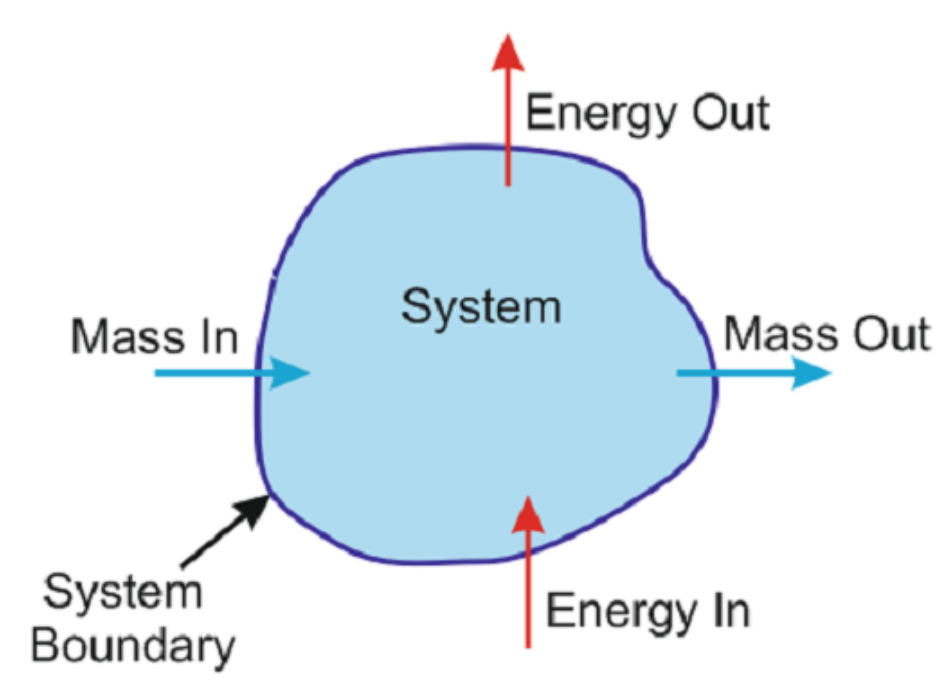 Energy Out
System
Mass In
Mass Out
System
Boundary
Energy In